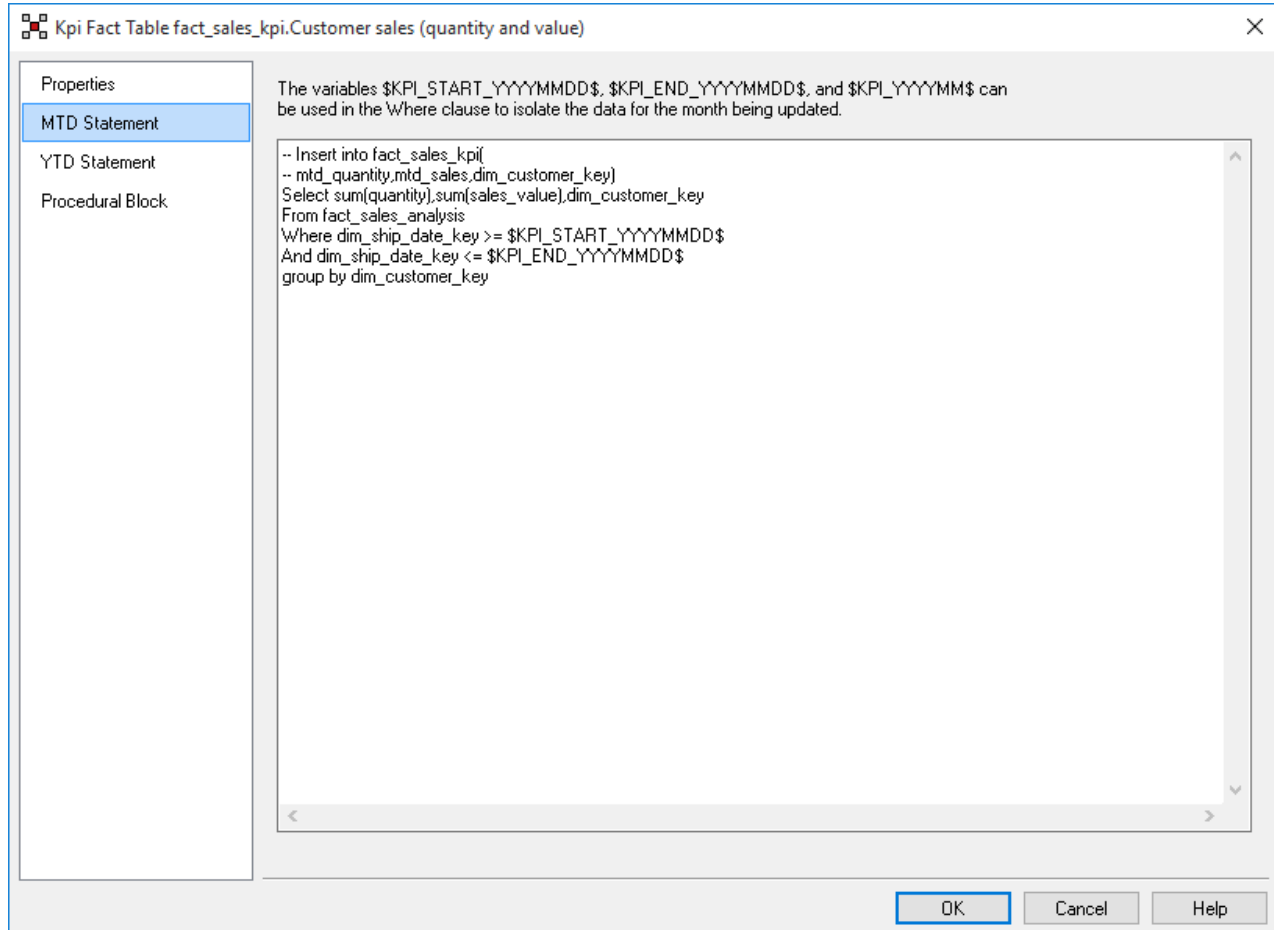 Kpi Fact Table fact_sales_kpi.Customer sales (quantity and value)
Properties
MTD Statement
YTD Statement
Procedural Block
The variables $KPI_START_YYYYMMDD$, $KPI_END_YYYYMMDD$, and $KPI_YYYYMM$ can
be used in the Where clause to isolate the data for the month being updated.
-- Insert into fact_sales_kpi(
-- mtd_quantity,mtd_sales,dim_customer_key)
Select sum(quantity),sum(sales_value),dim_customer_key
From fact_sales_analysis
Where dim_ship_date_key >= $KPI_START_YYYYMMDD$
And dim_ship_date_key <= $KPI_END_YYYYMMDD$
group by dim_customer_key
OK
Cancel
Help